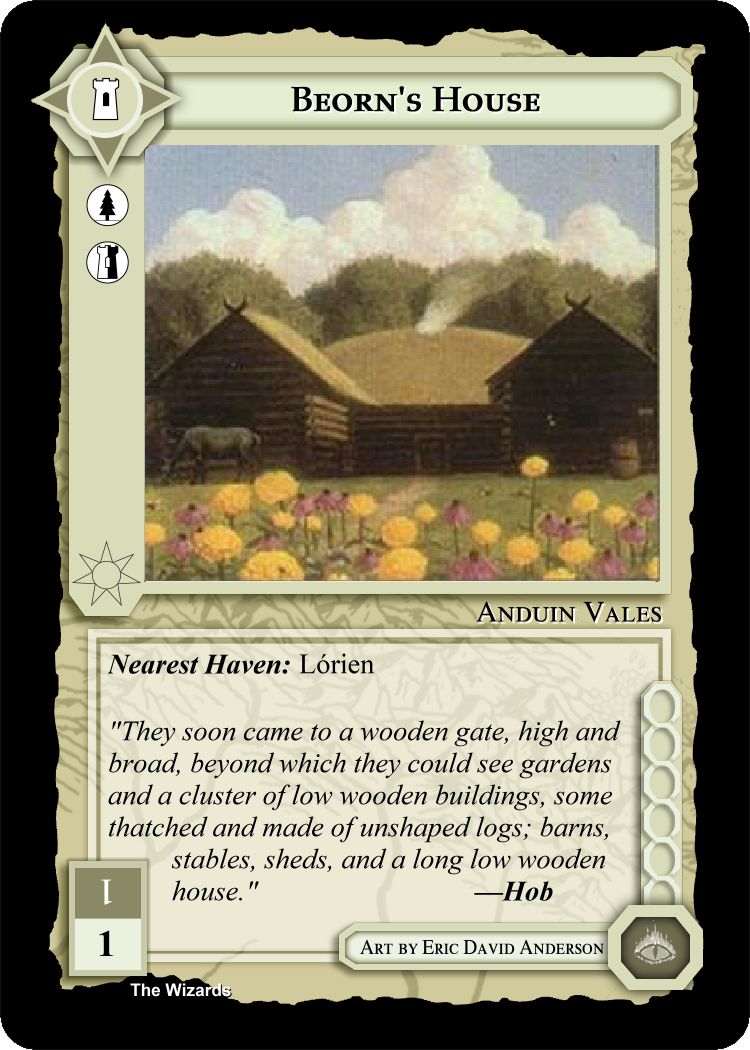 Beorn's House
Anduin Vales
Nearest Haven: Lórien
"They soon came to a wooden gate, high and
broad, beyond which they could see gardens
and a cluster of low wooden buildings, some
thatched and made of unshaped logs; barns,
stables, sheds, and a long low wooden
house." —Hob
1
1
Art by Eric David Anderson
The Wizards